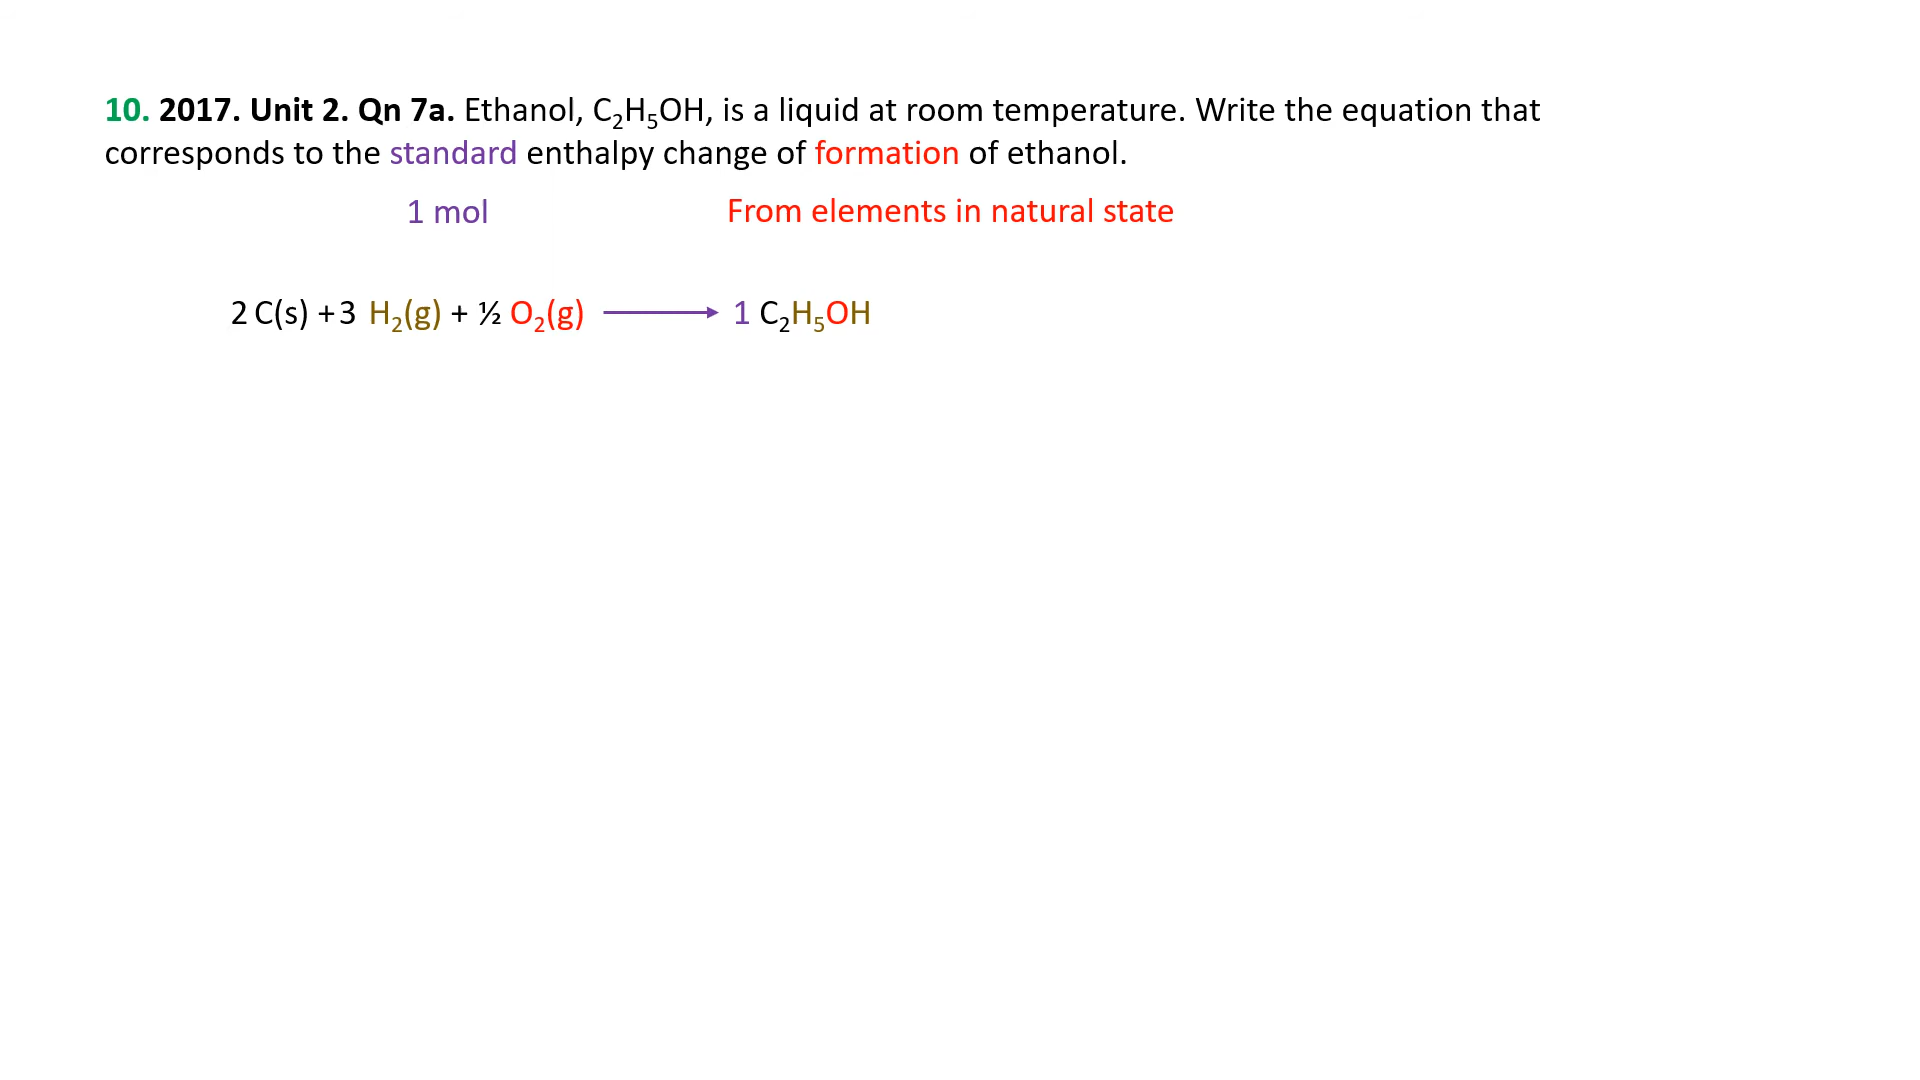 10. 2017. Unit 2. Qn 7a. Ethanol, C₂H₅OH, is a liquid at room temperature. Write the equation that
corresponds to the standard enthalpy change of formation of ethanol.
1 mol From elements in natural state
2 C(s) + 3 H₂(g) + ½ O₂(g) ⟶ 1 C₂H₅OH